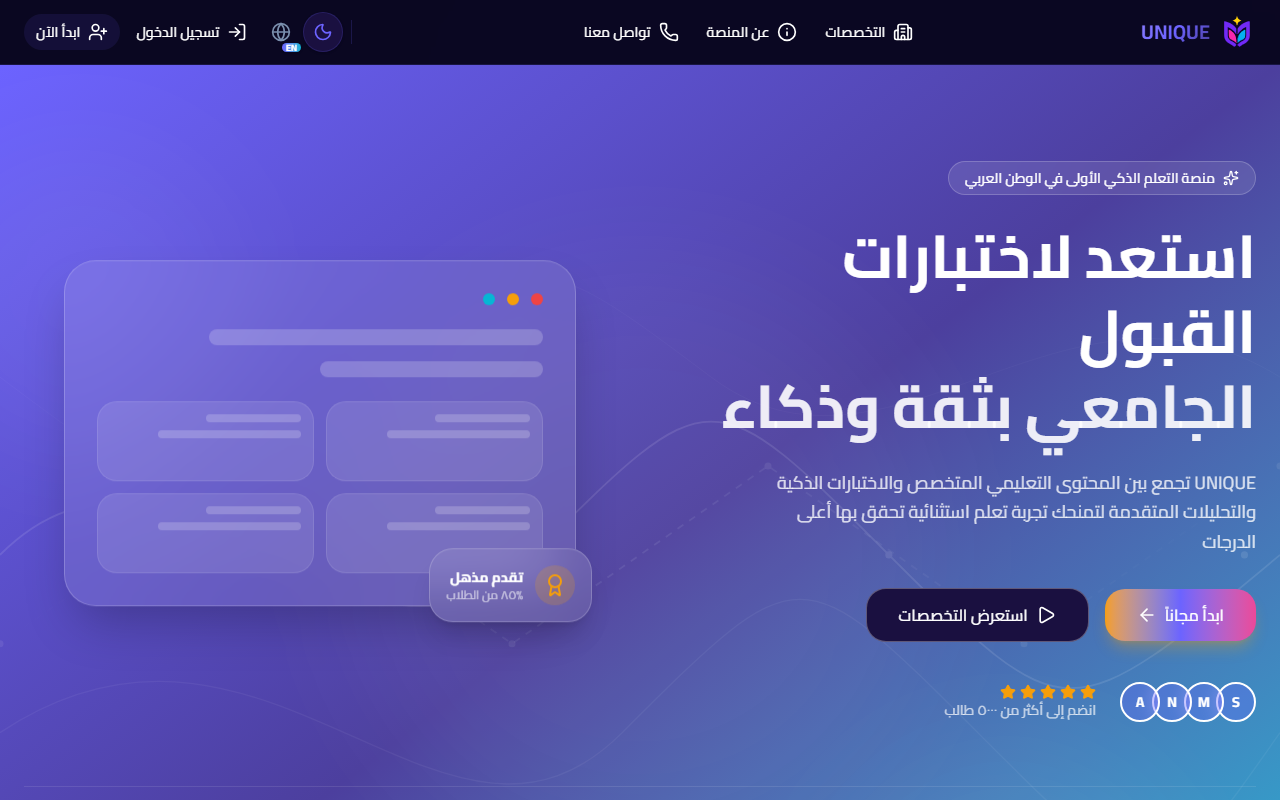 UNIQUE
التخصصات
عن المنصة
تواصل معنا
EN
تسجيل الدخول
ابدأ الآن
منصة التعلم الذكي الأولى في الوطن العربي
استعد لاختبارات
القبول
الجامعي بثقة وذكاء
UNIQUE تجمع بين المحتوى التعليمي المتخصص والاختبارات الذكية
والتحليلات المتقدمة لتمنحك تجربة تعلم استثنائية تحقق بها أعلى
الدرجات
ابدأ مجاناً
استعرض التخصصات
S M N A
انضم إلى أكثر من ٥٠٠٠ طالب
تقدم مذهل
٨٥% من الطلاب